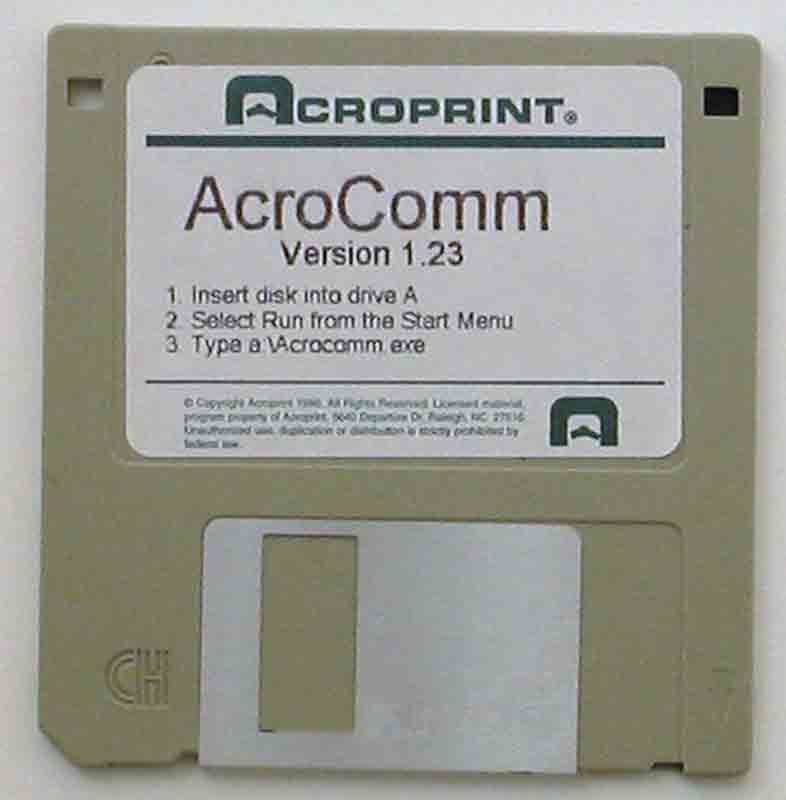 ACROPRINT®
AcroComm
Version 1.23
1. Insert disk into drive A
2. Select Run from the Start Menu
3. Type a:\Acrocomm.exe
© Copyright Acroprint All Rights Reserved. Licensed material,
program property of Acroprint, 5640 Departure Dr. Raleigh, NC. 27616
Unauthorized use, duplication or distribution is strictly prohibited by
federal law.
CH